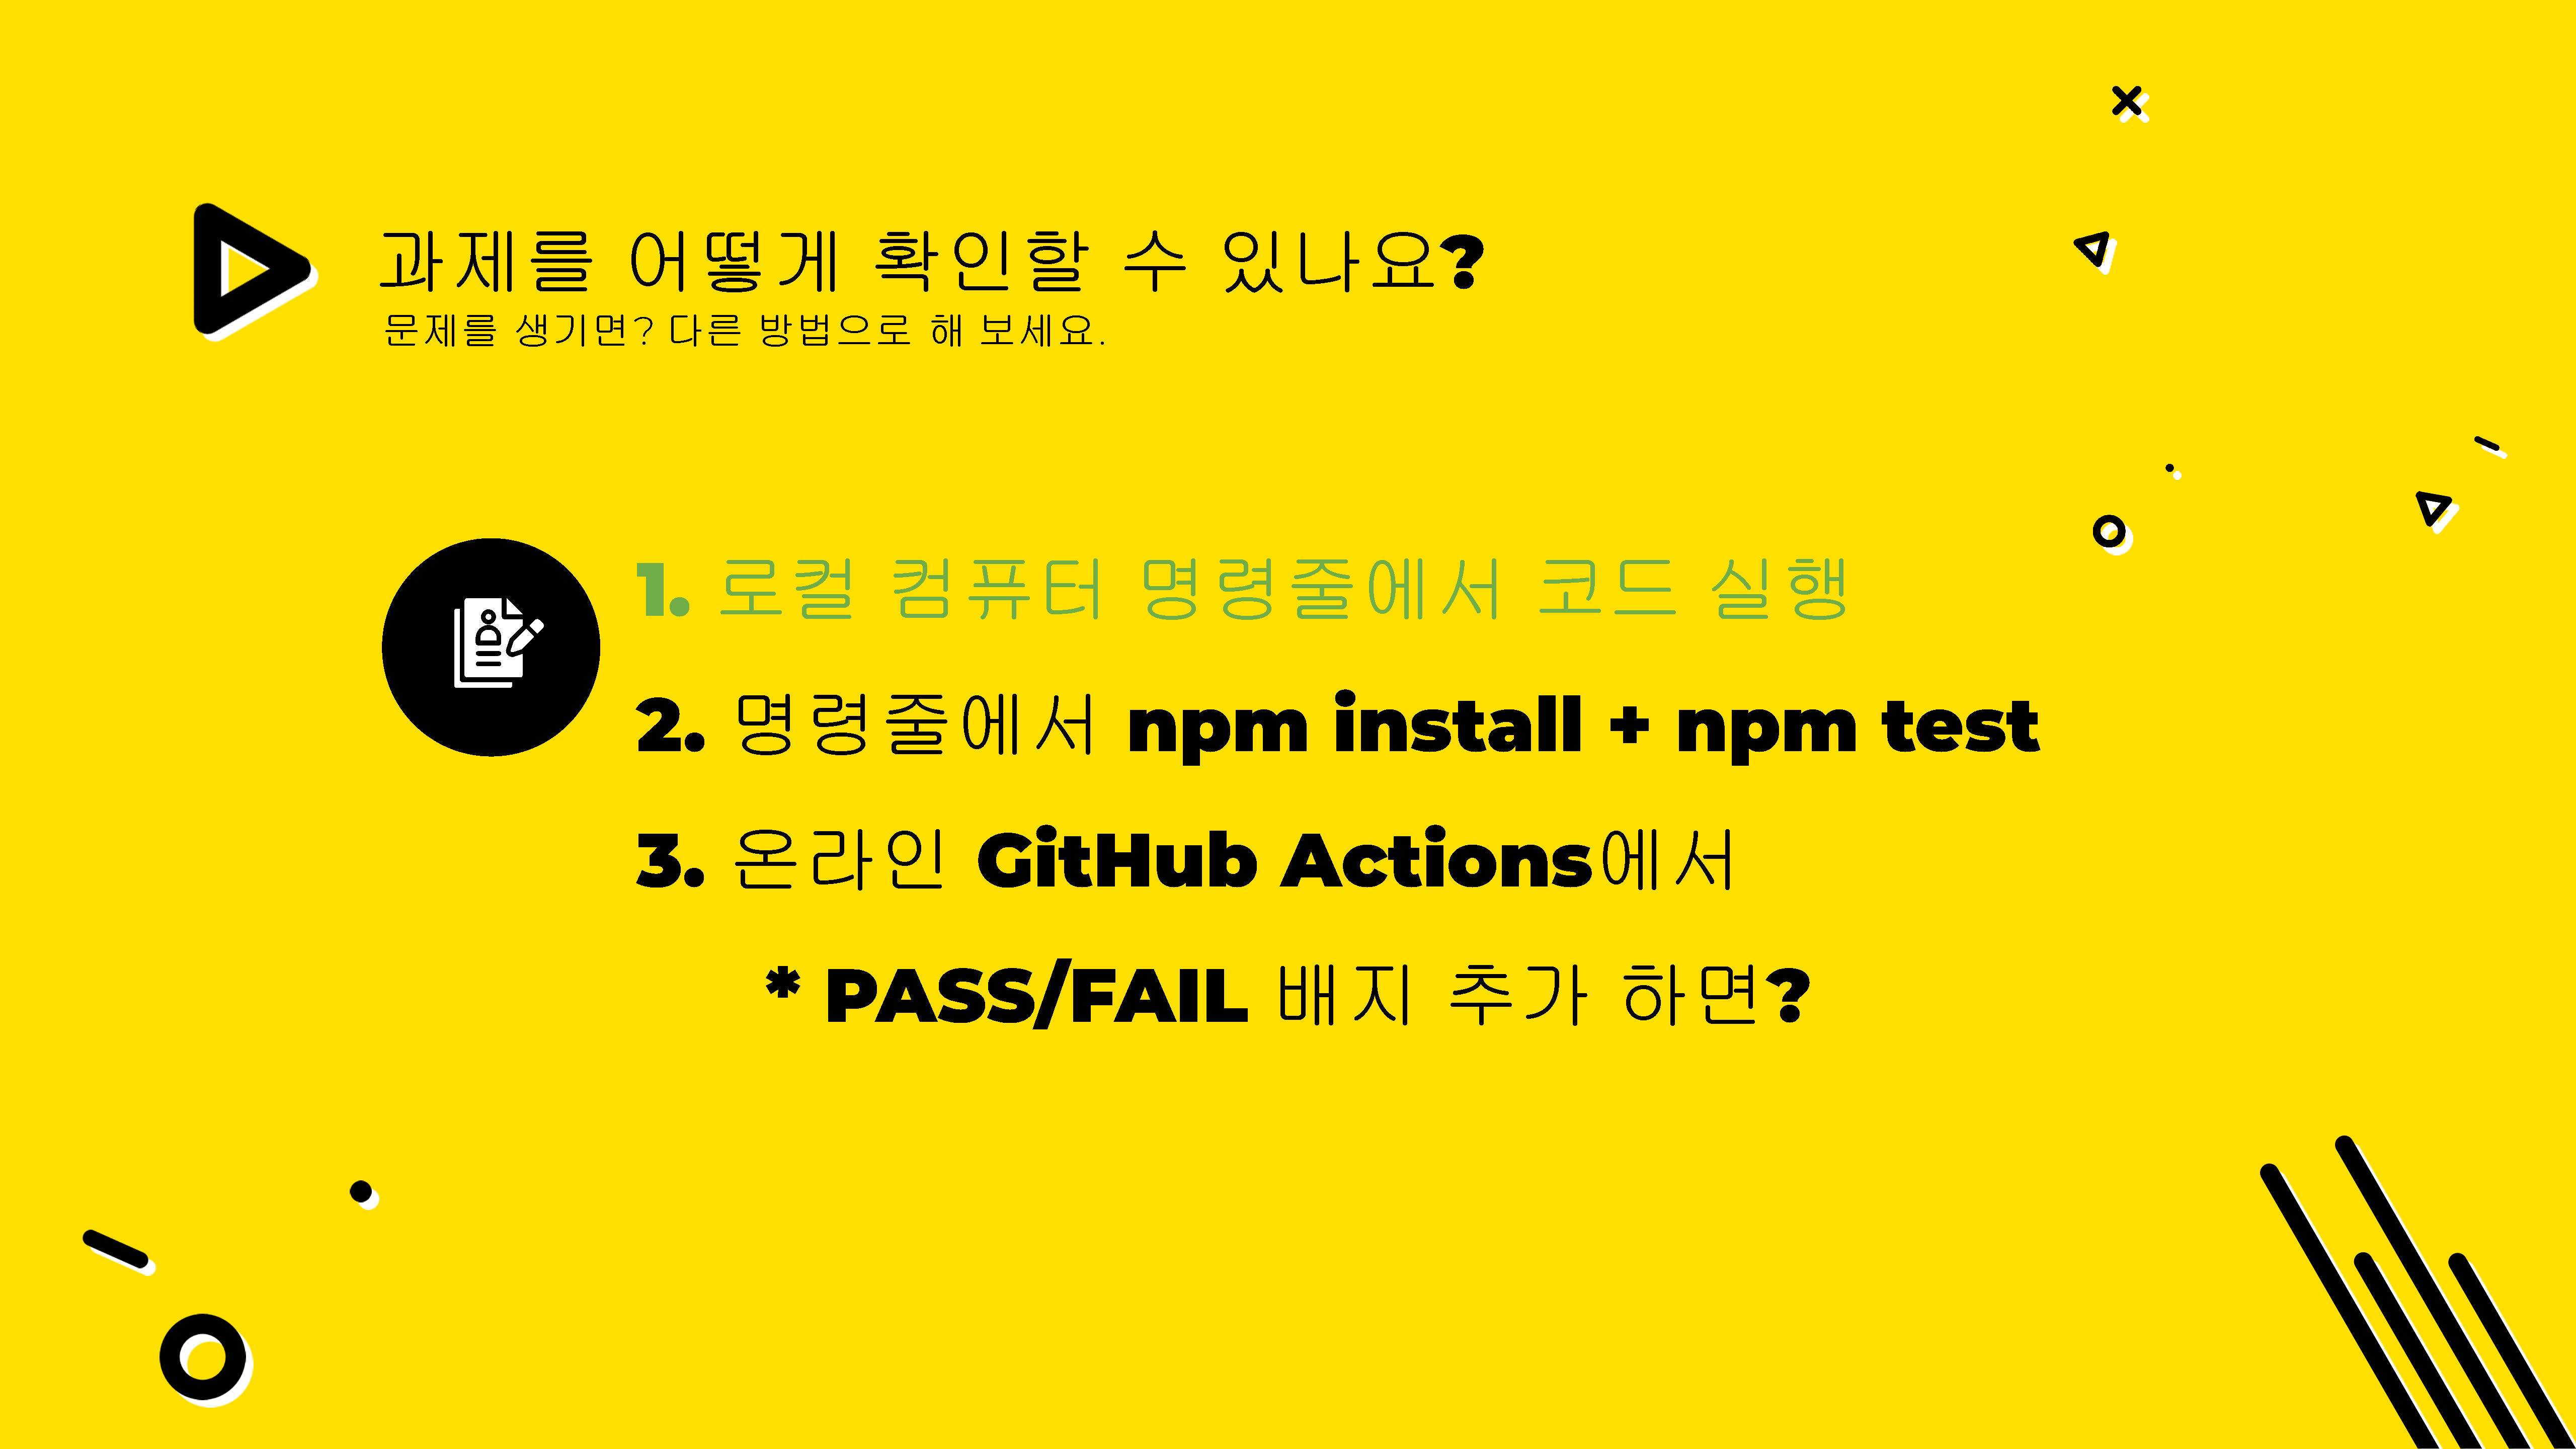 과제를 어떻게 확인할 수 있나요?
문제를 생기면? 다른 방법으로 해 보세요.
1. 로컬 컴퓨터 명령줄에서 코드 실행
2. 명령줄에서 npm install + npm test
3. 온라인 GitHub Actions에서
* PASS/FAIL 배지 추가 하면?